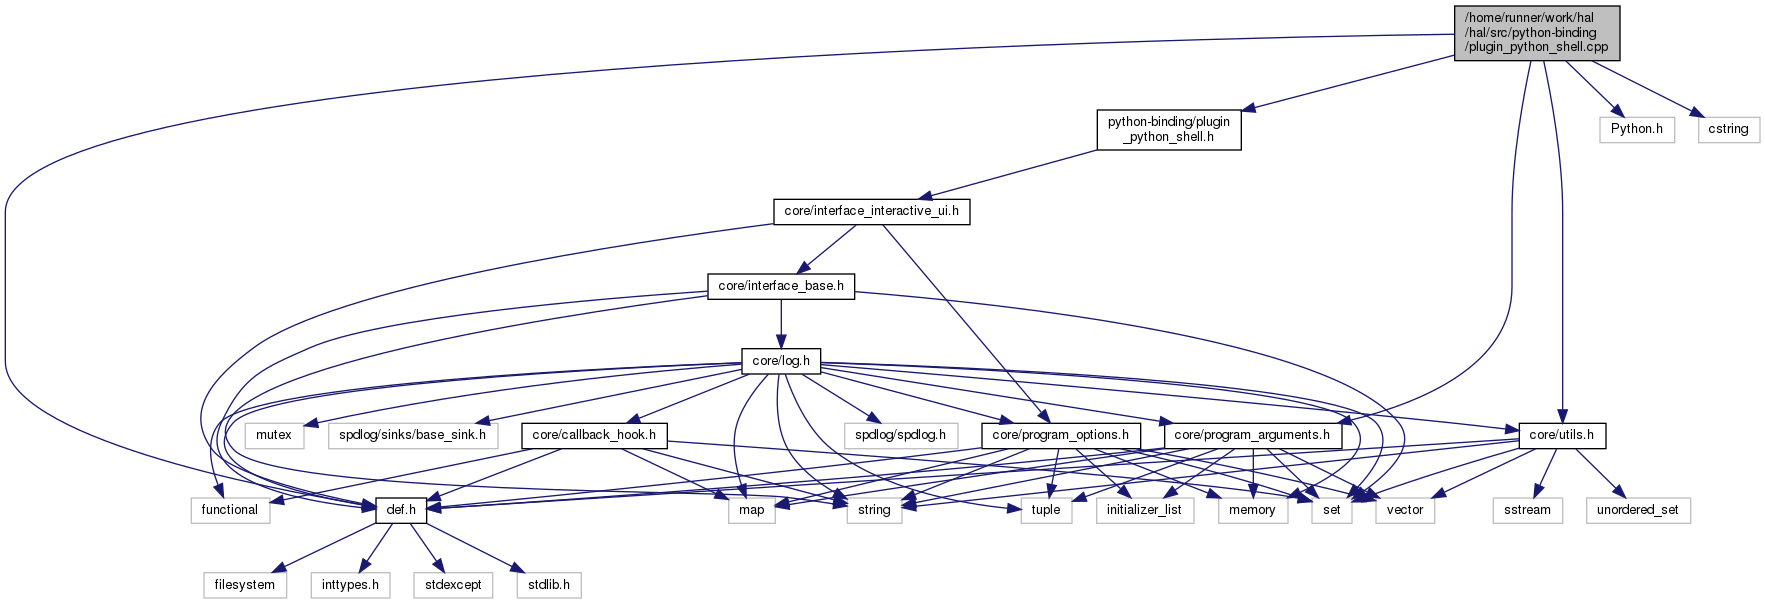 /home/runner/work/hal
/hal/src/python-binding
/plugin_python_shell.cpp
python-binding/plugin
_python_shell.h
Python.h
cstring
core/interface_interactive_ui.h
core/interface_base.h
core/log.h
mutex
spdlog/sinks/base_sink.h
core/callback_hook.h
spdlog/spdlog.h
core/program_options.h
core/program_arguments.h
core/utils.h
functional
def.h
map
string
tuple
initializer_list
memory
set
vector
sstream
unordered_set
filesystem
inttypes.h
stdexcept
stdlib.h